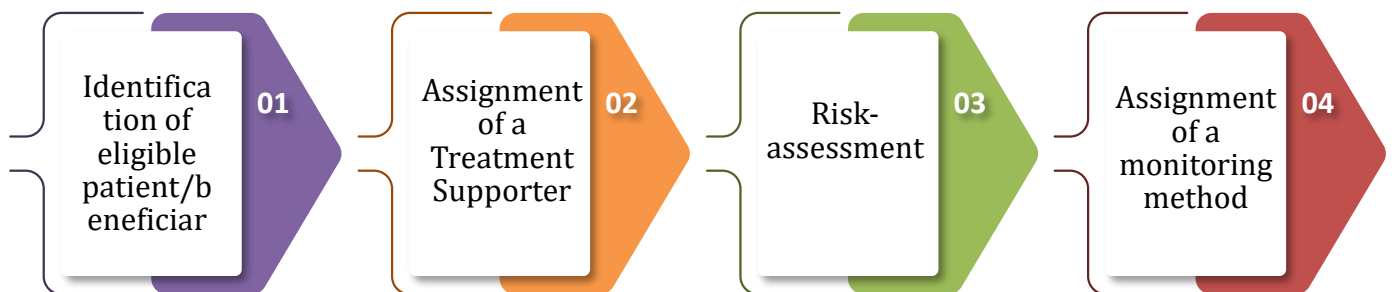 Identifica
tion of
eligible
patient/b
eneficiar
01
Assignment
of a
Treatment
Supporter
02
Risk-
assessment
03
Assignment
of a
monitoring
method
04